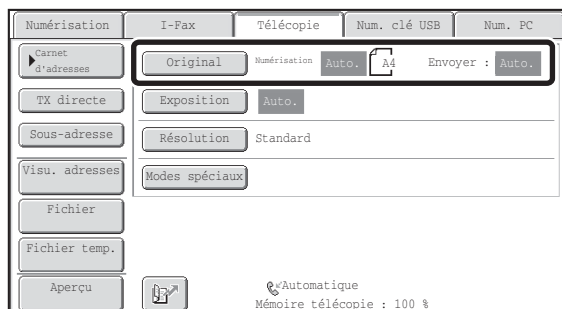 Numérisation
I-Fax
Télécopie
Num. clé USB
Num. PC
Carnet
d'adresses
Original
Numérisation
Auto.
A4
Envoyer :
Auto.
TX directe
Exposition
Auto.
Sous-adresse
Résolution
Standard
Visu. adresses
Modes spéciaux
Fichier
Fichier temp.
Aperçu
Automatique
Mémoire télécopie : 100 %